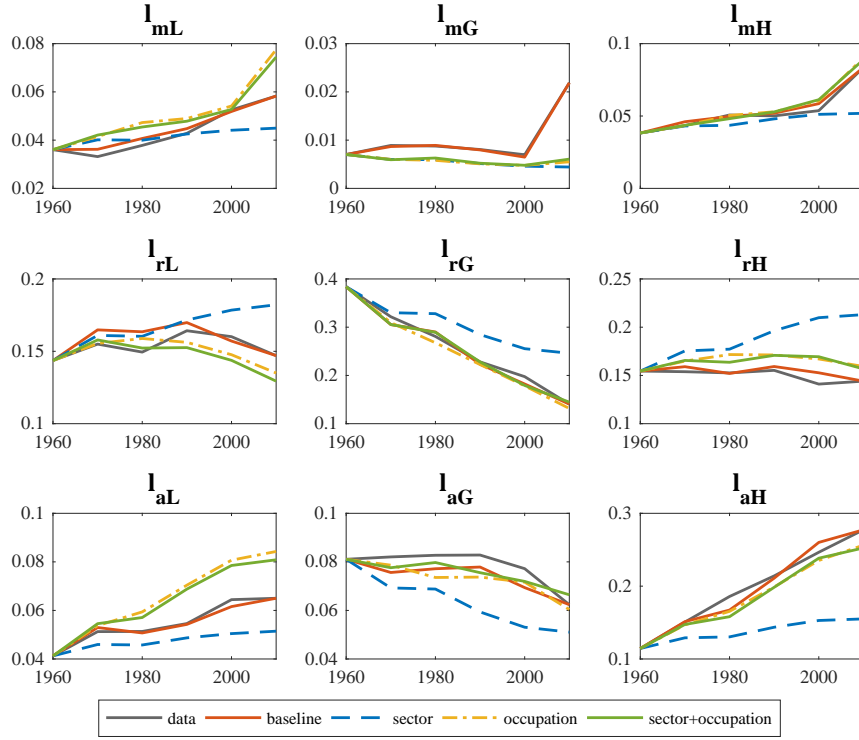 l_mL l_mG l_mH
0.08 0.03 0.1
0.06 0.02
0.05
0.04 0.01
0.02 0 0
1960 1980 2000 1960 1980 2000 1960 1980 2000
l_rL l_rG l_rH
0.2 0.4 0.25
0.3 0.2
0.15
0.2 0.15
0.1 0.1 0.1
1960 1980 2000 1960 1980 2000 1960 1980 2000
l_aL l_aG l_aH
0.1 0.1 0.3
0.08 0.08
0.2
0.06 0.06
0.04 0.04 0.1
1960 1980 2000 1960 1980 2000 1960 1980 2000
data baseline sector occupation sector+occupation